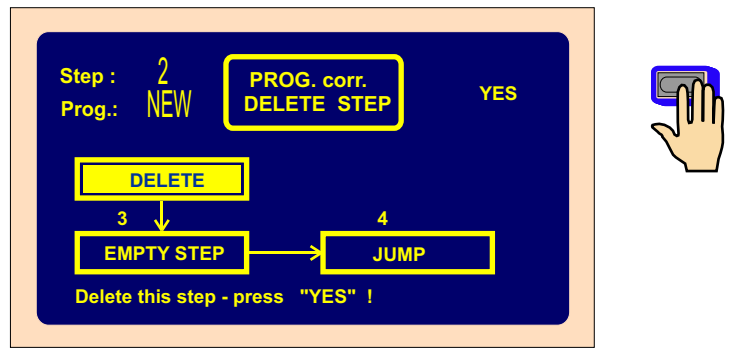 Step : 2
Prog.: NEW
PROG. corr.
DELETE STEP
YES
DELETE
3
4
EMPTY STEP
JUMP
Delete this step - press "YES" !